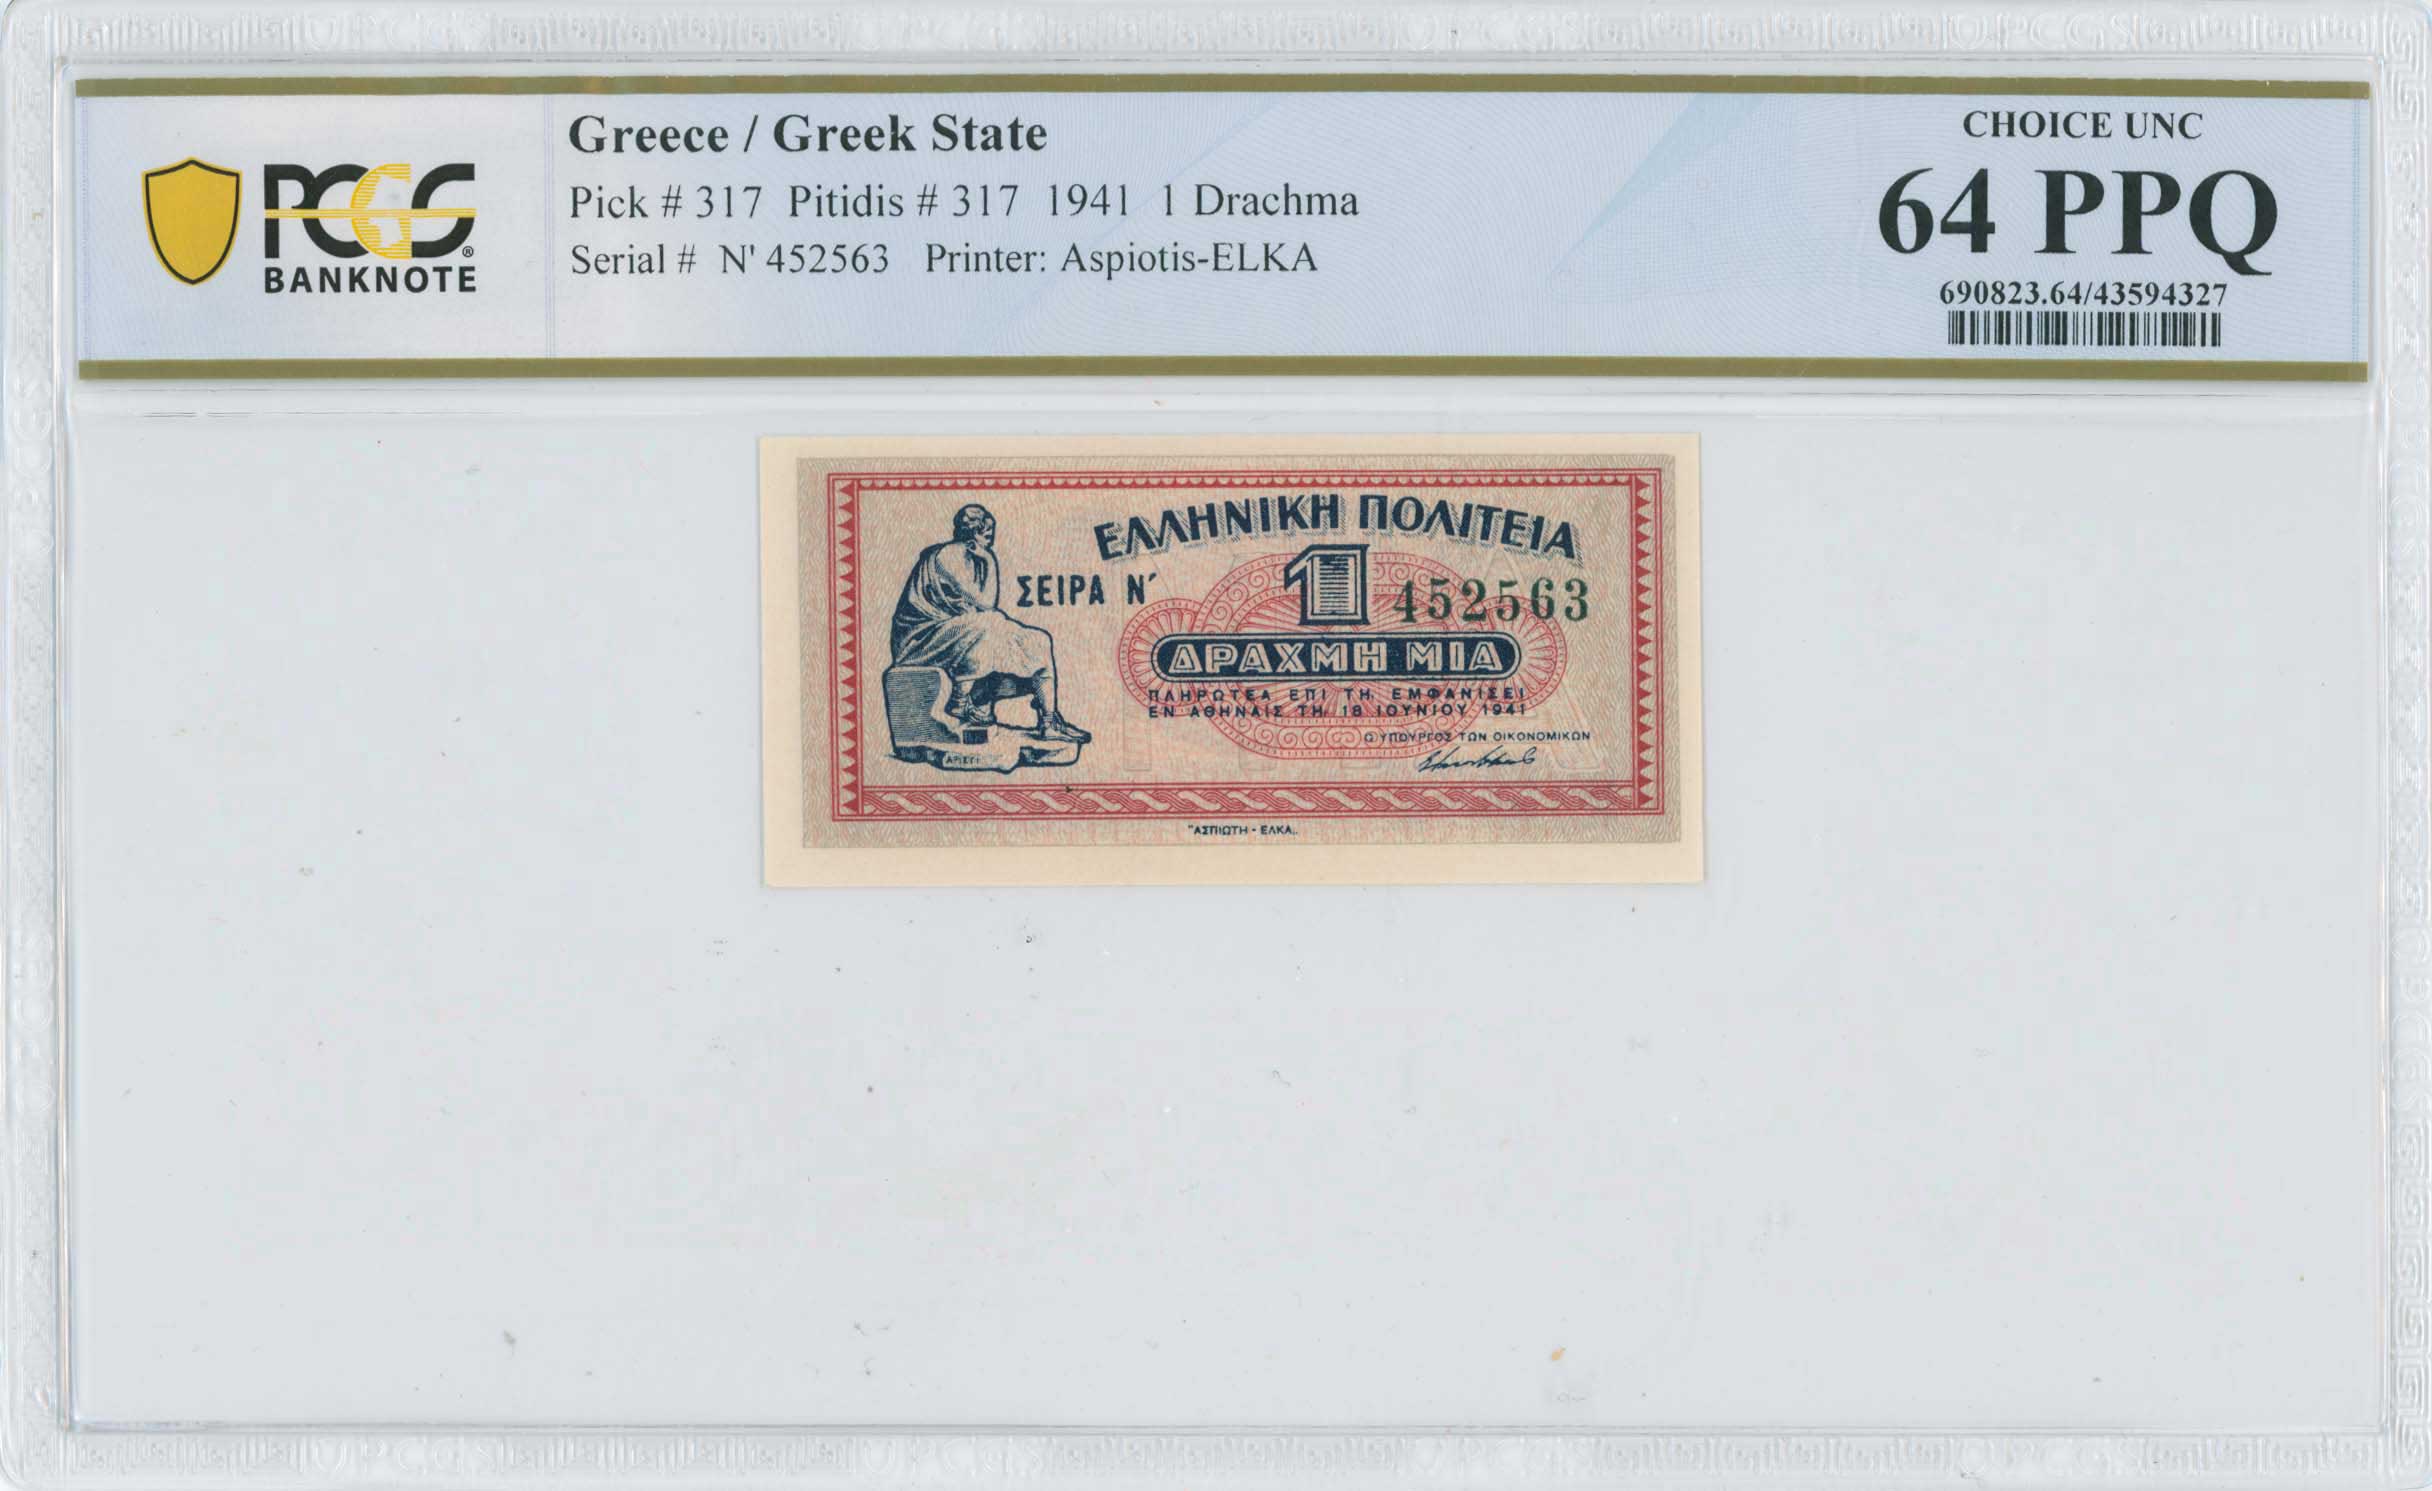 PCGS
BANKNOTE
Greece / Greek State
Pick # 317 Pitidis # 317 1941 1 Drachma
Serial # N' 452563 Printer: Aspiotis-ELKA
CHOICE UNC
64 PPQ
690823.64/43594327
ΕΛΛΗΝΙΚΗ ΠΟΛΙΤΕΙΑ
ΣΕΙΡΑ Ν΄
1
452563
ΔΡΑΧΜΗ ΜΙΑ
ΠΛΗΡΩΤΕΑ ΕΠΙ ΤΗ ΕΜΦΑΝΙΣΕΙ
ΕΝ ΑΘΗΝΑΙΣ ΤΗ 18 ΙΟΥΝΙΟΥ 1941
Ο ΥΠΟΥΡΓΟΣ ΤΩΝ ΟΙΚΟΝΟΜΙΚΩΝ
ΑΡΙΣΤ
"ΑΣΠΙΩΤΗ - ΕΛΚΑ„